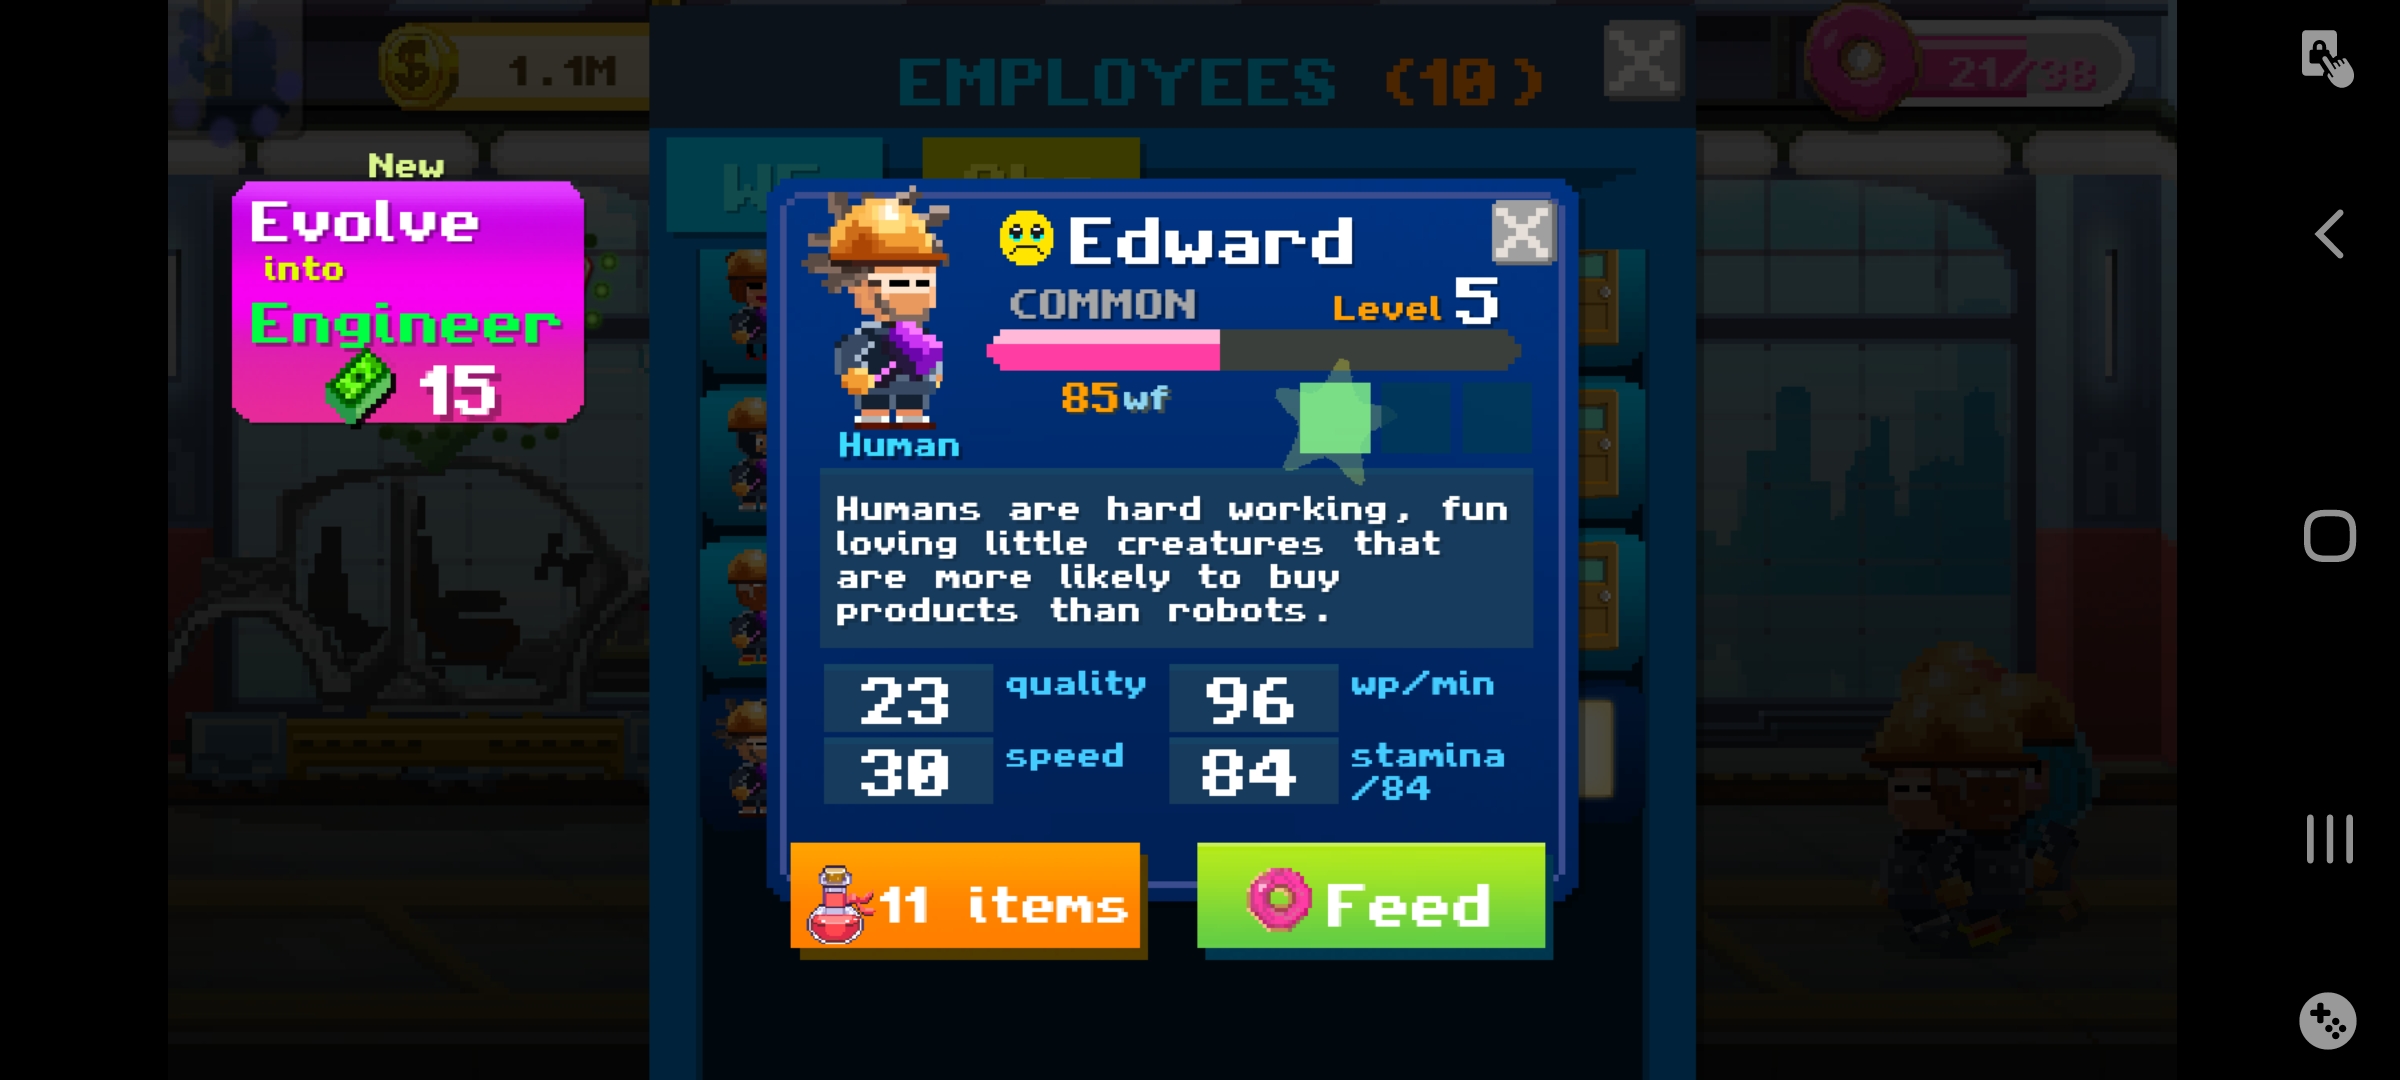 1.1M
EMPLOYEES (10)
21/38
New
Evolve
into
Engineer
15
Edward
COMMON
Level 5
85wf
Human
Humans are hard working, fun
loving little creatures that
are more likely to buy
products than robots.
23 quality
96 wp/min
30 speed
84 stamina
/84
11 items
Feed